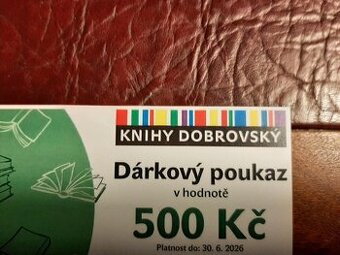 KNIHY DOBROVSKÝ
Dárkový poukaz
v hodnotě
500 Kč
Platnost do: 30. 6. 2026